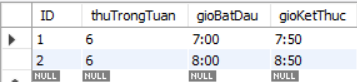 ID thuTrongTuan gioBatDau gioKetThuc
1 6 7:00 7:50
2 6 8:00 8:50
NULL NULL NULL NULL